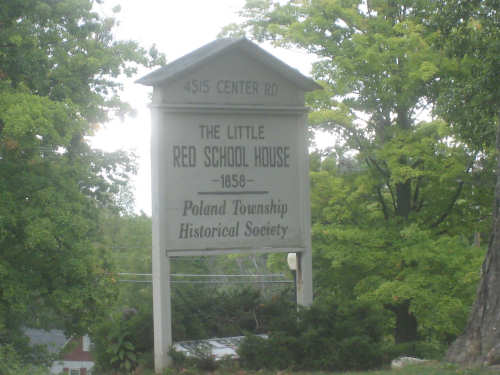 4515 CENTER RD
THE LITTLE
RED SCHOOL HOUSE
-1858-
Poland Township
Historical Society